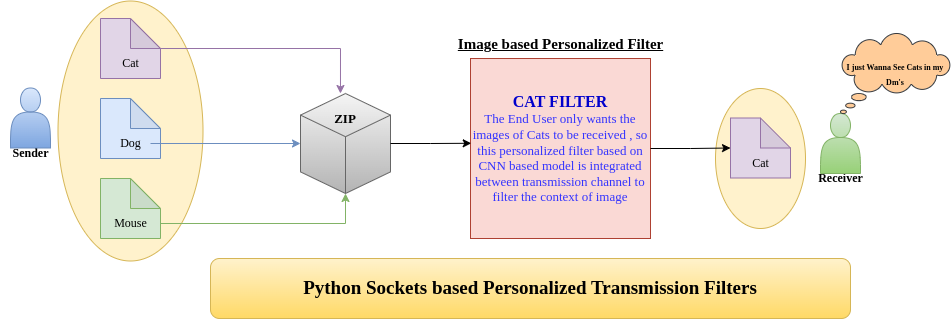 Image based Personalized Filter
Cat
I just Wanna See Cats in my
Dm's
ZIP
CAT FILTER
The End User only wants the
images of Cats to be received , so
this personalized filter based on
CNN based model is integrated
between transmission channel to
filter the context of image
Dog
Sender
Cat
Receiver
Mouse
Python Sockets based Personalized Transmission Filters